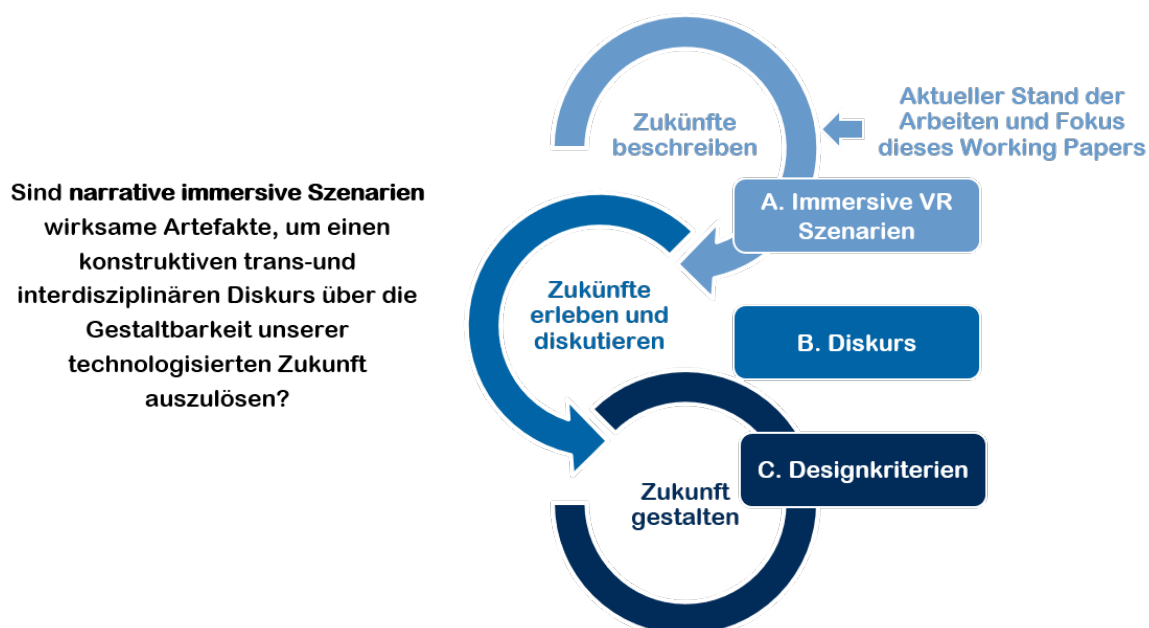 Sind narrative immersive Szenarien
wirksame Artefakte, um einen
konstruktiven trans-und
interdisziplinären Diskurs über die
Gestaltbarkeit unserer
technologisierten Zukunft
auszulösen?
Zukünfte
beschreiben
Aktueller Stand der
Arbeiten und Fokus
dieses Working Papers
A. Immersive VR
Szenarien
Zukünfte
erleben und
diskutieren
B. Diskurs
C. Designkriterien
Zukunft
gestalten